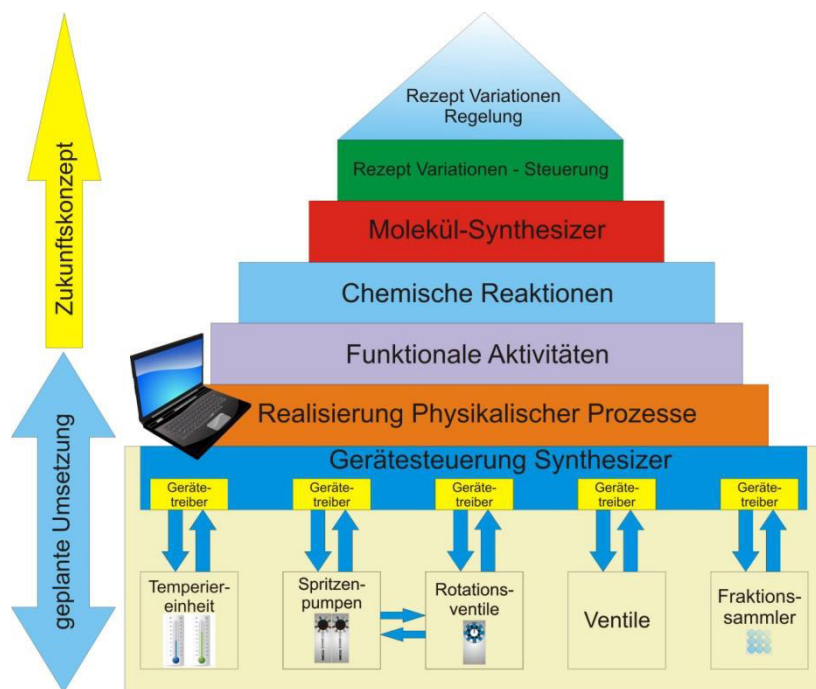 Rezept Variationen
Regelung
Rezept Variationen - Steuerung
Molekül-Synthesizer
Chemische Reaktionen
Funktionale Aktivitäten
Realisierung Physikalischer Prozesse
Gerätesteuerung Synthesizer
Geräte-
treiber
Geräte-
treiber
Geräte-
treiber
Geräte-
treiber
Geräte-
treiber
Temperier-
einheit
Spritzen-
pumpen
Rotations-
ventile
Ventile
Fraktions-
sammler
Zukunftskonzept
geplante Umsetzung